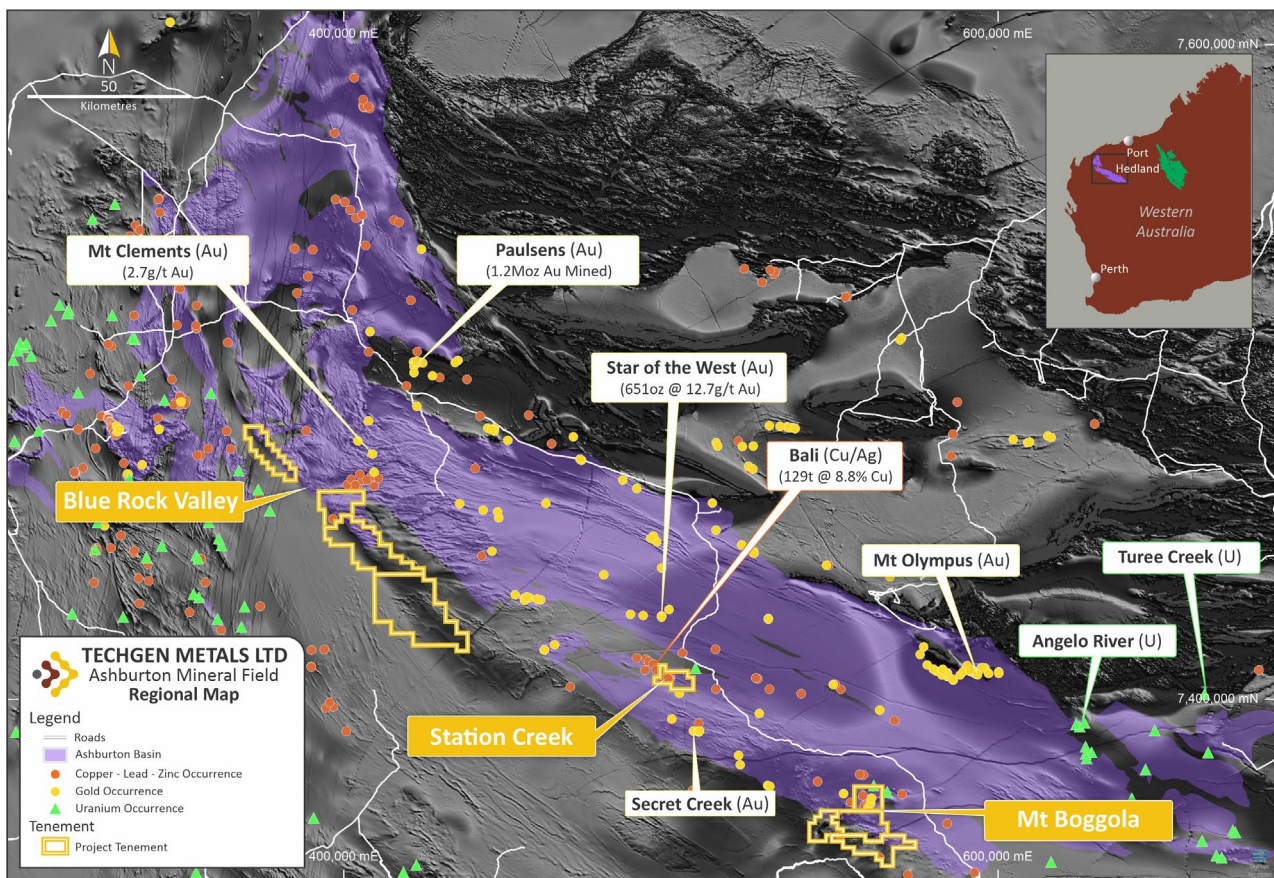 400,000 mE
600,000 mE
7,600,000 mN
N
50
Kilometres
Port
Hedland
Western
Australia
Perth
Mt Clements (Au)
(2.7g/t Au)
Paulsens (Au)
(1.2Moz Au Mined)
Star of the West (Au)
(651oz @ 12.7g/t Au)
Bali (Cu/Ag)
(129t @ 8.8% Cu)
Blue Rock Valley
Mt Olympus (Au)
Turee Creek (U)
Angelo River (U)
7,400,000 mN
Station Creek
Secret Creek (Au)
Mt Boggola
TECHGEN METALS LTD
Ashburton Mineral Field
Regional Map
Legend
Roads
Ashburton Basin
Copper - Lead - Zinc Occurrence
Gold Occurrence
Uranium Occurrence
Tenement
Project Tenement
400,000 mE
600,000 mE